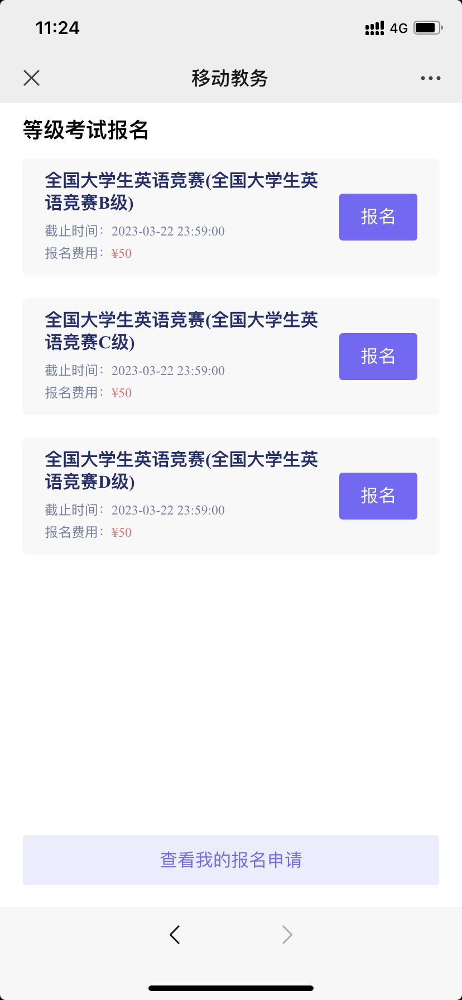 11:24
4G
移动教务
等级考试报名
全国大学生英语竞赛(全国大学生英
语竞赛B级)
截止时间：2023-03-22 23:59:00
报名费用：¥50
报名
全国大学生英语竞赛(全国大学生英
语竞赛C级)
截止时间：2023-03-22 23:59:00
报名费用：¥50
报名
全国大学生英语竞赛(全国大学生英
语竞赛D级)
截止时间：2023-03-22 23:59:00
报名费用：¥50
报名
查看我的报名申请